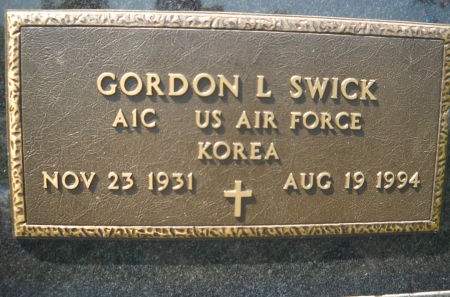 GORDON L SWICK
A1C US AIR FORCE
KOREA
NOV 23 1931 AUG 19 1994